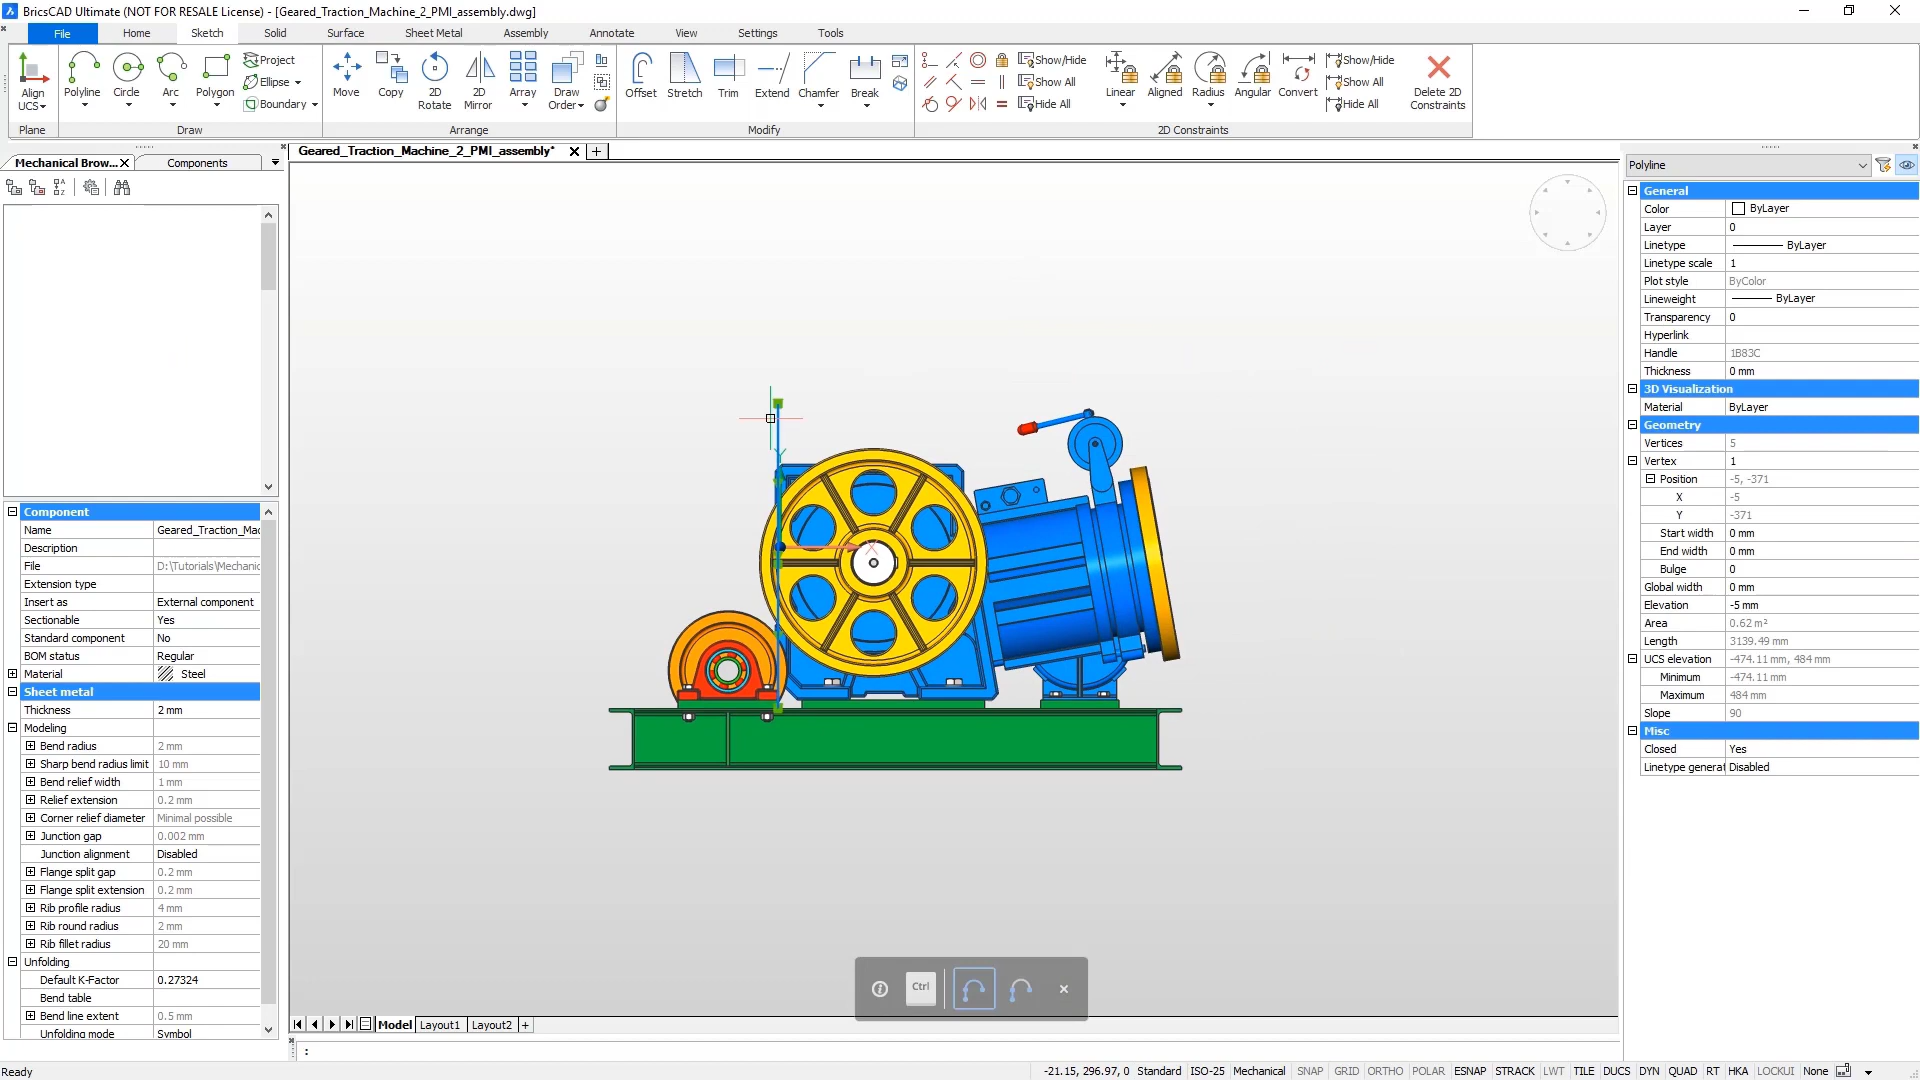 BricsCAD Ultimate (NOT FOR RESALE License) - [Geared_Traction_Machine_2_PMI_assembly.dwg]
File Home Sketch Solid Surface Sheet Metal Assembly Annotate View Settings Tools
Align UCS
Polyline Circle Arc Polygon
Project
Ellipse
Boundary
Move Copy 2D Rotate 2D Mirror Array Draw Order
Offset Stretch Trim Extend Chamfer Break
Show/Hide
Show All
Hide All
Linear Aligned Radius Angular Convert
Show/Hide
Show All
Hide All
Delete 2D Constraints
Plane Draw Arrange Modify 2D Constraints
Mechanical Brow... Components
Geared_Traction_Machine_2_PMI_assembly*
Component
Name Geared_Traction_Mac
Description
File D:\Tutorials\Mechanic
Extension type
Insert as External component
Sectionable Yes
Standard component No
BOM status Regular
Material Steel
Sheet metal
Thickness 2 mm
Modeling
Bend radius 2 mm
Sharp bend radius limit 10 mm
Bend relief width 1 mm
Relief extension 0.2 mm
Corner relief diameter Minimal possible
Junction gap 0.002 mm
Junction alignment Disabled
Flange split gap 0.2 mm
Flange split extension 0.2 mm
Rib profile radius 4 mm
Rib round radius 2 mm
Rib fillet radius 20 mm
Unfolding
Default K-Factor 0.27324
Bend table
Bend line extent 0.5 mm
Unfolding mode Symbol
X
Y
Ctrl
Model Layout1 Layout2 +
:
Polyline
General
Color ByLayer
Layer 0
Linetype ByLayer
Linetype scale 1
Plot style ByColor
Lineweight ByLayer
Transparency 0
Hyperlink
Handle 1B83C
Thickness 0 mm
3D Visualization
Material ByLayer
Geometry
Vertices 5
Vertex 1
Position -5, -371
X -5
Y -371
Start width 0 mm
End width 0 mm
Bulge 0
Global width 0 mm
Elevation -5 mm
Area 0.62 m²
Length 3139.49 mm
UCS elevation -474.11 mm, 484 mm
Minimum -474.11 mm
Maximum 484 mm
Slope 90
Misc
Closed Yes
Linetype generat Disabled
Ready
-21.15, 296.97, 0 Standard ISO-25 Mechanical SNAP GRID ORTHO POLAR ESNAP STRACK LWT TILE DUCS DYN QUAD RT HKA LOCKUI None